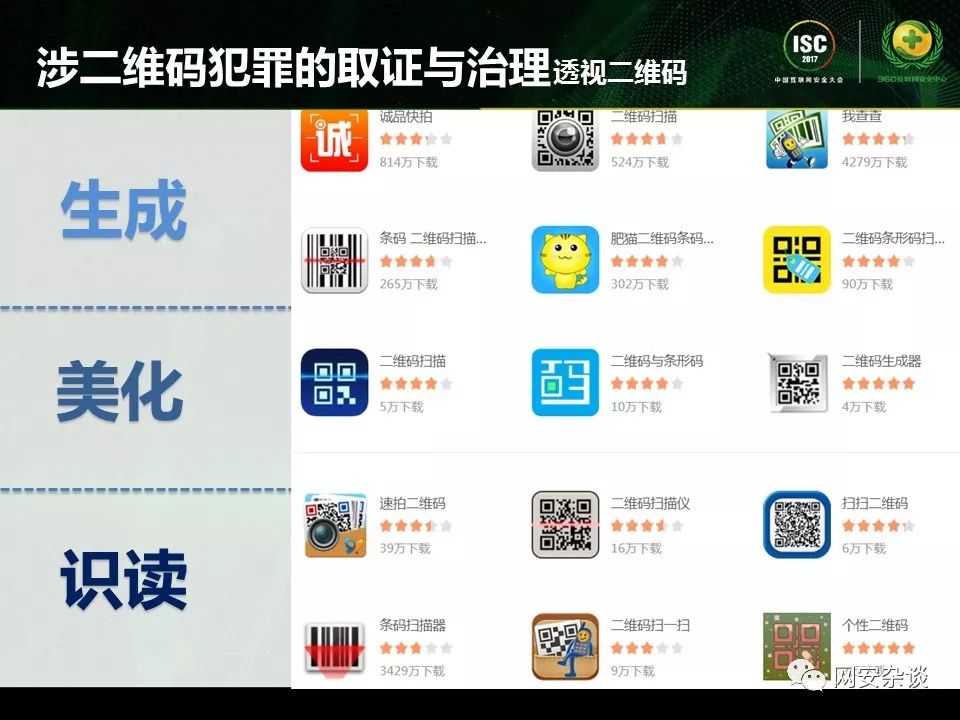 涉二维码犯罪的取证与治理透视二维码
ISC
2017
中国互联网安全大会
360互联网安全中心
生成
美化
识读
诚
诚品快拍
814万下载
二维码扫描
524万下载
我查查
4279万下载
条码 二维码扫描...
265万下载
肥猫二维码条码...
302万下载
二维码条形码扫...
90万下载
二维码扫描
5万下载
码
二维码与条形码
10万下载
二维码生成器
4万下载
速拍二维码
39万下载
二维码扫描仪
16万下载
扫扫二维码
6万下载
条码扫描器
3429万下载
二维码扫一扫
9万下载
个性二维码
网安杂谈